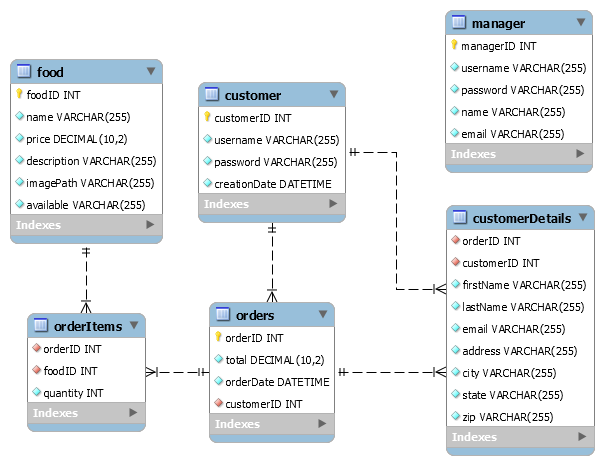 manager
managerID INT
username VARCHAR(255)
password VARCHAR(255)
name VARCHAR(255)
email VARCHAR(255)
Indexes
food
foodID INT
name VARCHAR(255)
price DECIMAL(10,2)
description VARCHAR(255)
imagePath VARCHAR(255)
available VARCHAR(255)
Indexes
customer
customerID INT
username VARCHAR(255)
password VARCHAR(255)
creationDate DATETIME
Indexes
customerDetails
orderID INT
customerID INT
firstName VARCHAR(255)
lastName VARCHAR(255)
email VARCHAR(255)
address VARCHAR(255)
city VARCHAR(255)
state VARCHAR(255)
zip VARCHAR(255)
Indexes
orderItems
orderID INT
foodID INT
quantity INT
Indexes
orders
orderID INT
total DECIMAL(10,2)
orderDate DATETIME
customerID INT
Indexes